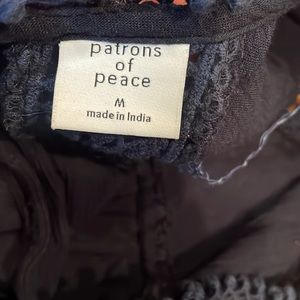 patrons
of
peace
M
made in India